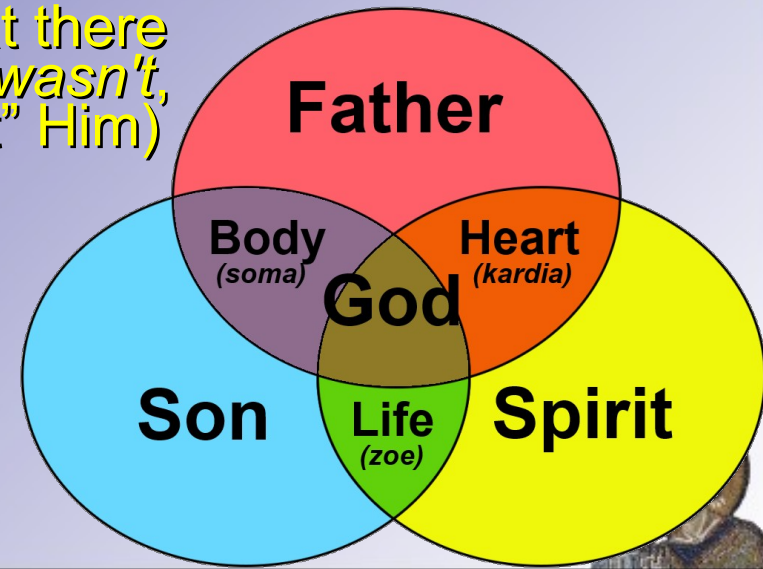 there
wasn't,
Him)
Father
Body
(soma)
Heart
(kardia)
God
Son
Life
(zoe)
Spirit